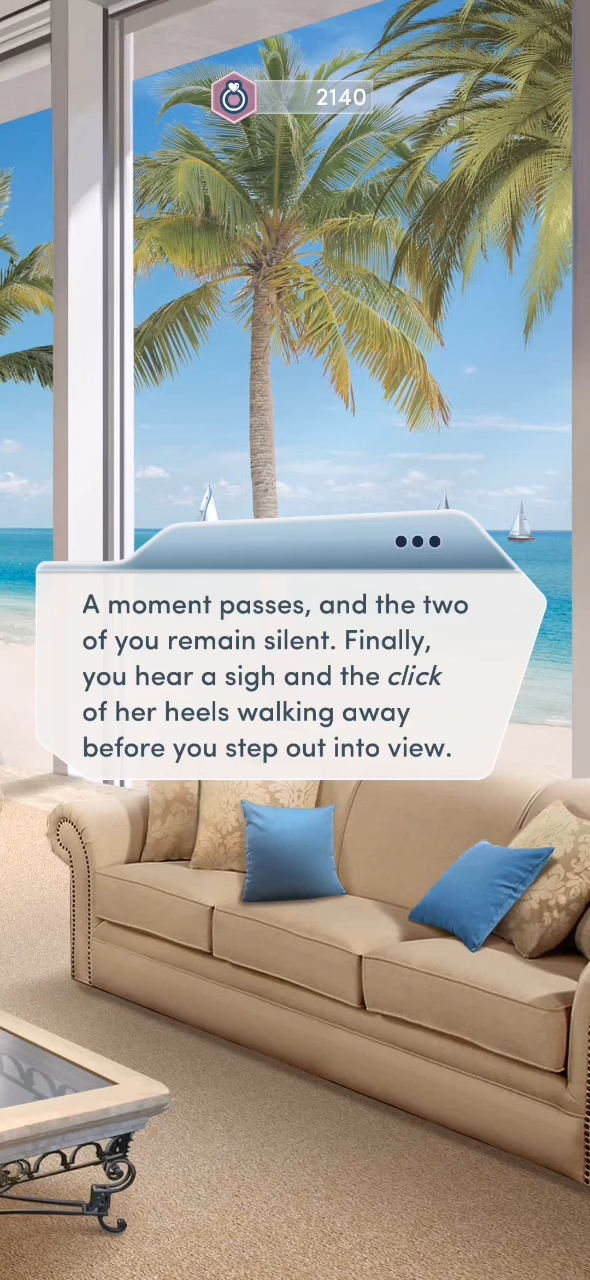 2140
A moment passes, and the two
of you remain silent. Finally,
you hear a sigh and the click
of her heels walking away
before you step out into view.